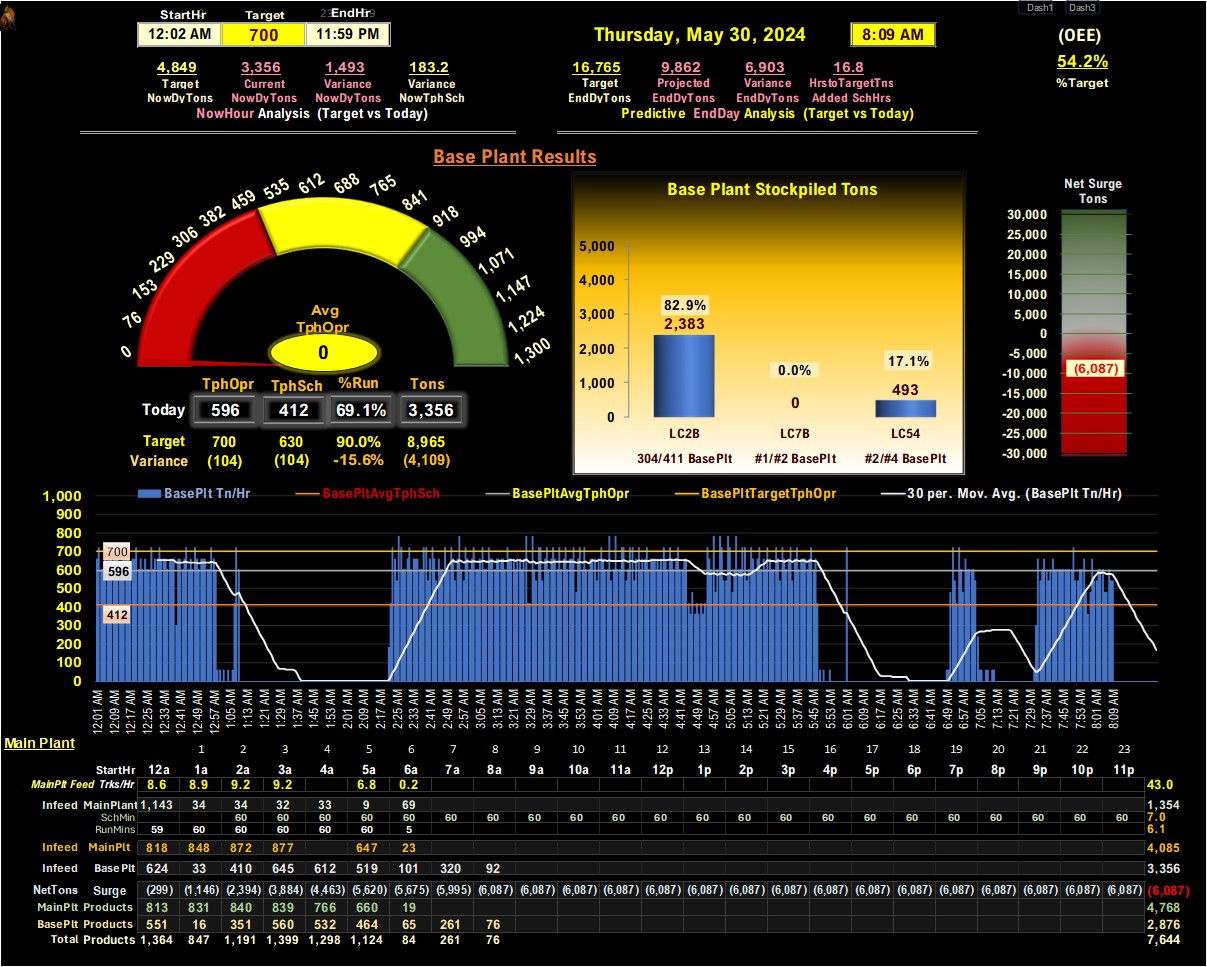 Dash1 Dash3
StartHr Target EndHr
12:02 AM 700 11:59 PM
Thursday, May 30, 2024 8:09 AM
(OEE)
54.2%
%Target
4,849 3,356 1,493 183.2
Target Current Variance Variance
NowDyTons NowDyTons NowDyTons NowTphSch
NowHour Analysis (Target vs Today)
16,765 9,862 6,903 16.8
Target Projected Variance HrstoTargetTns
EndDyTons EndDyTons EndDyTons Added SchHrs
Predictive EndDay Analysis (Target vs Today)
Base Plant Results
0 76 153 229 306 382 459 535 612 688 765 841 918 994 1,071 1,147 1,224 1,300
Avg
TphOpr
0
TphOpr TphSch %Run Tons
Today 596 412 69.1% 3,356
Target 700 630 90.0% 8,965
Variance (104) (104) -15.6% (4,109)
Base Plant Stockpiled Tons
5,000
4,000
3,000
2,000
1,000
0
82.9%
2,383
0.0%
0
17.1%
493
LC2B LC7B LC54
304/411 BasePlt #1/#2 BasePlt #2/#4 BasePlt
Net Surge
Tons
30,000
25,000
20,000
15,000
10,000
5,000
0
-5,000
(6,087)
-10,000
-15,000
-20,000
-25,000
-30,000
BasePlt Tn/Hr BasePltAvgTphSch BasePltAvgTphOpr BasePltTargetTphOpr 30 per. Mov. Avg. (BasePlt Tn/Hr)
1,000
900
800
700
600
500
400
300
200
100
0
700
596
412
12:01 AM 12:09 AM 12:17 AM 12:25 AM 12:33 AM 12:41 AM 12:49 AM 12:57 AM 1:05 AM 1:13 AM 1:21 AM 1:29 AM 1:37 AM 1:45 AM 1:53 AM 2:01 AM 2:09 AM 2:17 AM 2:25 AM 2:33 AM 2:41 AM 2:49 AM 2:57 AM 3:05 AM 3:13 AM 3:21 AM 3:29 AM 3:37 AM 3:45 AM 3:53 AM 4:01 AM 4:09 AM 4:17 AM 4:25 AM 4:33 AM 4:41 AM 4:49 AM 4:57 AM 5:05 AM 5:13 AM 5:21 AM 5:29 AM 5:37 AM 5:45 AM 5:53 AM 6:01 AM 6:09 AM 6:17 AM 6:25 AM 6:33 AM 6:41 AM 6:49 AM 6:57 AM 7:05 AM 7:13 AM 7:21 AM 7:29 AM 7:37 AM 7:45 AM 7:53 AM 8:01 AM 8:09 AM
Main Plant
1 2 3 4 5 6 7 8 9 10 11 12 13 14 15 16 17 18 19 20 21 22 23
StartHr 12a 1a 2a 3a 4a 5a 6a 7a 8a 9a 10a 11a 12p 1p 2p 3p 4p 5p 6p 7p 8p 9p 10p 11p
MainPlt Feed Trks/Hr 8.6 8.9 9.2 9.2 6.8 0.2 43.0
Infeed MainPlant 1,143 34 34 32 33 9 69 1,354
SchMin 60 60 60 60 60 60 60 60 60 60 60 60 60 60 60 60 60 60 60 60 60 60 7.0
RunMins 59 60 60 60 60 60 5 6.1
Infeed MainPlt 818 848 872 877 647 23 4,085
Infeed BasePlt 624 33 410 645 612 519 101 320 92 3.356
NetTons Surge (299) (1,146) (2,394) (3,884) (4,463) (5,620) (5,675) (5,995) (6,087) (6,087) (6,087) (6,087) (6,087) (6,087) (6,087) (6,087) (6,087) (6,087) (6,087) (6,087) (6,087) (6,087) (6,087) (6,087) (6,087)
MainPlt Products 813 831 840 839 766 660 19 4,768
BasePlt Products 551 16 351 560 532 464 65 261 76 2,876
Total Products 1,364 847 1,191 1,399 1,298 1,124 84 261 76 7,644